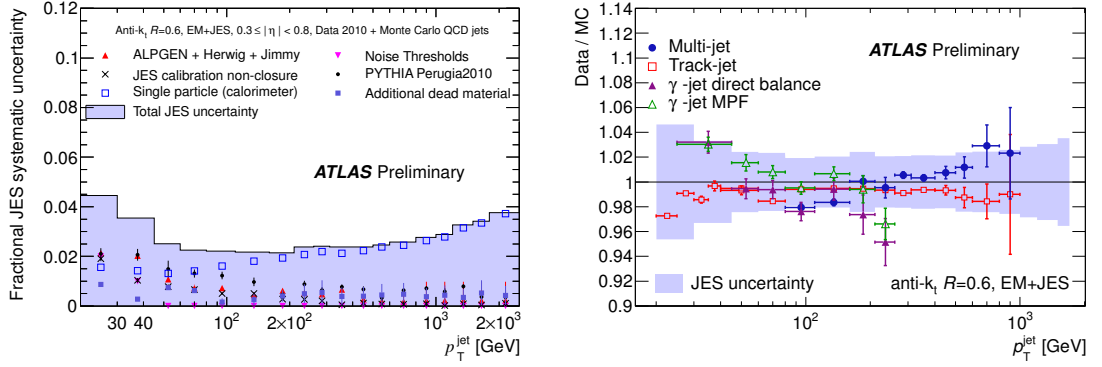 Fractional JES systematic uncertainty
0.12
0.1
0.08
0.06
0.04
0.02
0
Anti-kt R=0.6, EM+JES, 0.3 ≤ | η | < 0.8, Data 2010 + Monte Carlo QCD jets
ALPGEN + Herwig + Jimmy
JES calibration non-closure
Single particle (calorimeter)
Total JES uncertainty
Noise Thresholds
PYTHIA Perugia2010
Additional dead material
ATLAS Preliminary
30 40 10² 2×10² 10³ 2×10³
pTjet [GeV]
Data / MC
1.14
1.12
1.1
1.08
1.06
1.04
1.02
1
0.98
0.96
0.94
0.92
0.9
ATLAS Preliminary
Multi-jet
Track-jet
γ -jet direct balance
γ -jet MPF
JES uncertainty
anti-kt R=0.6, EM+JES
10² 10³
pTjet [GeV]